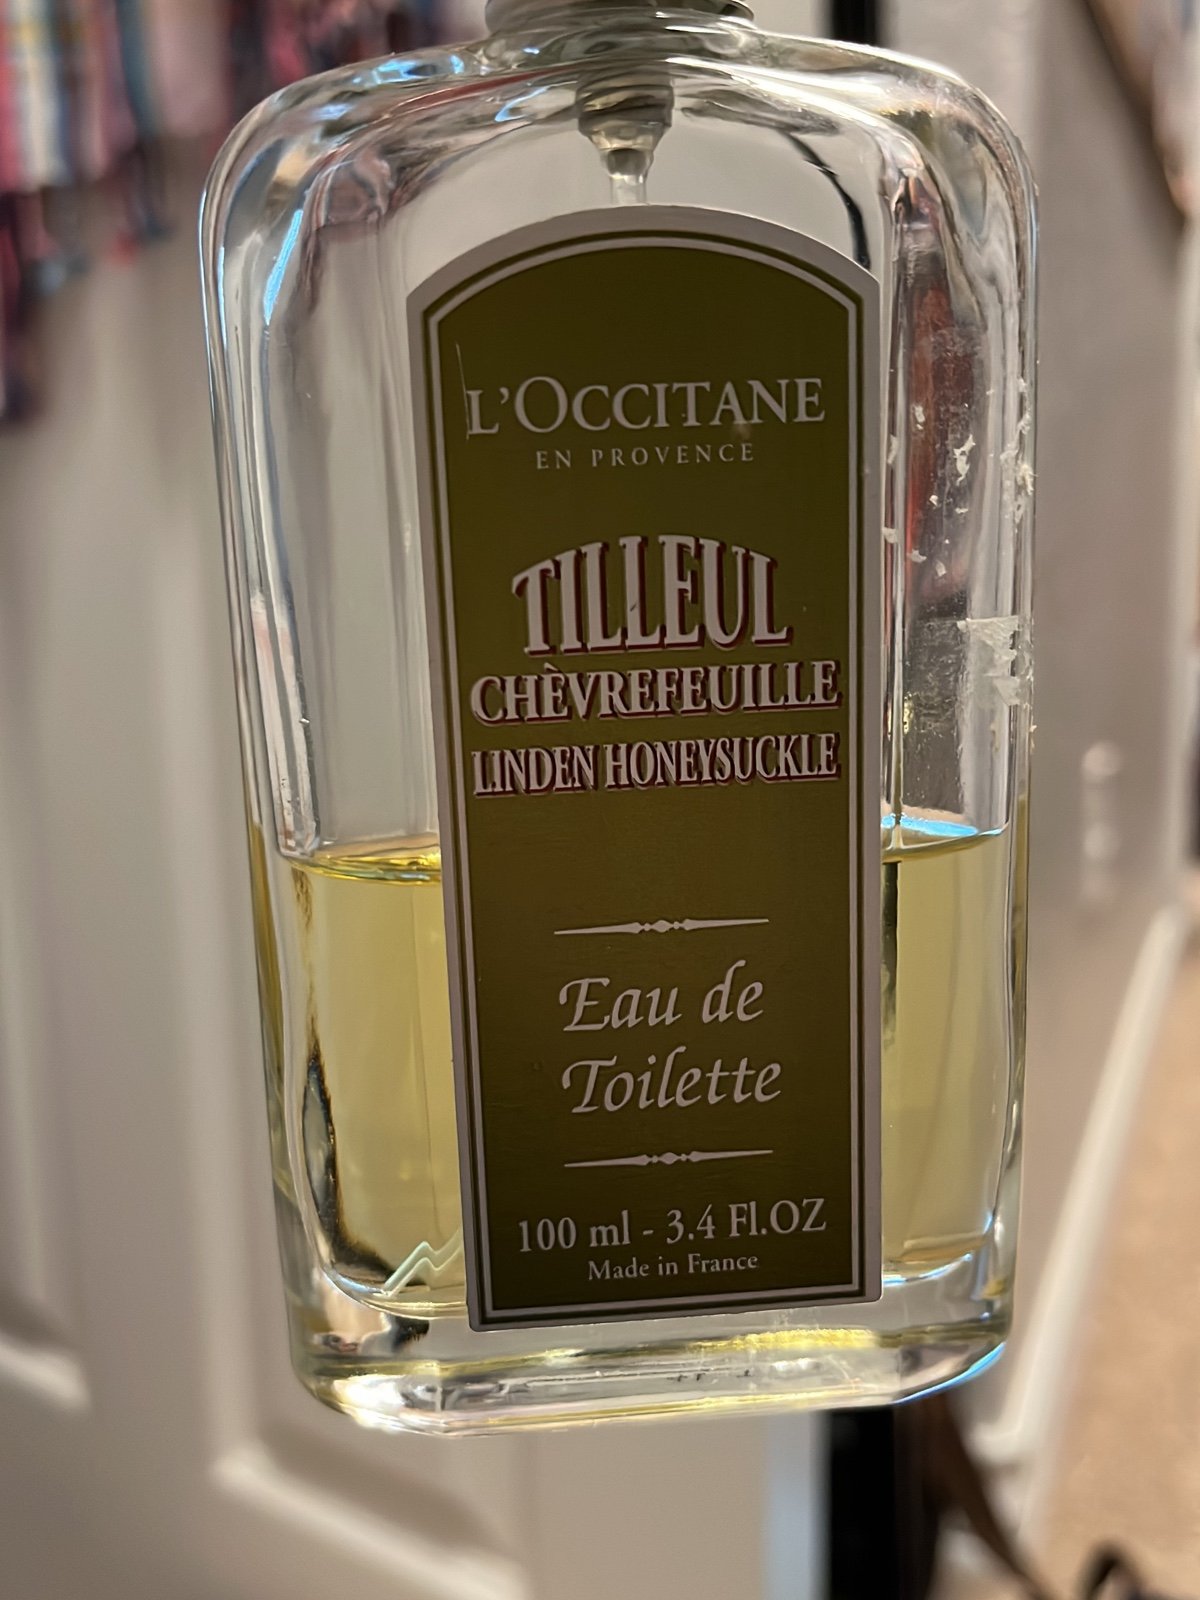 L'OCCITANE
EN PROVENCE
TILLEUL
CHÈVREFEUILLE
LINDEN HONEYSUCKLE
Eau de
Toilette
100 ml - 3.4 Fl.OZ
Made in France